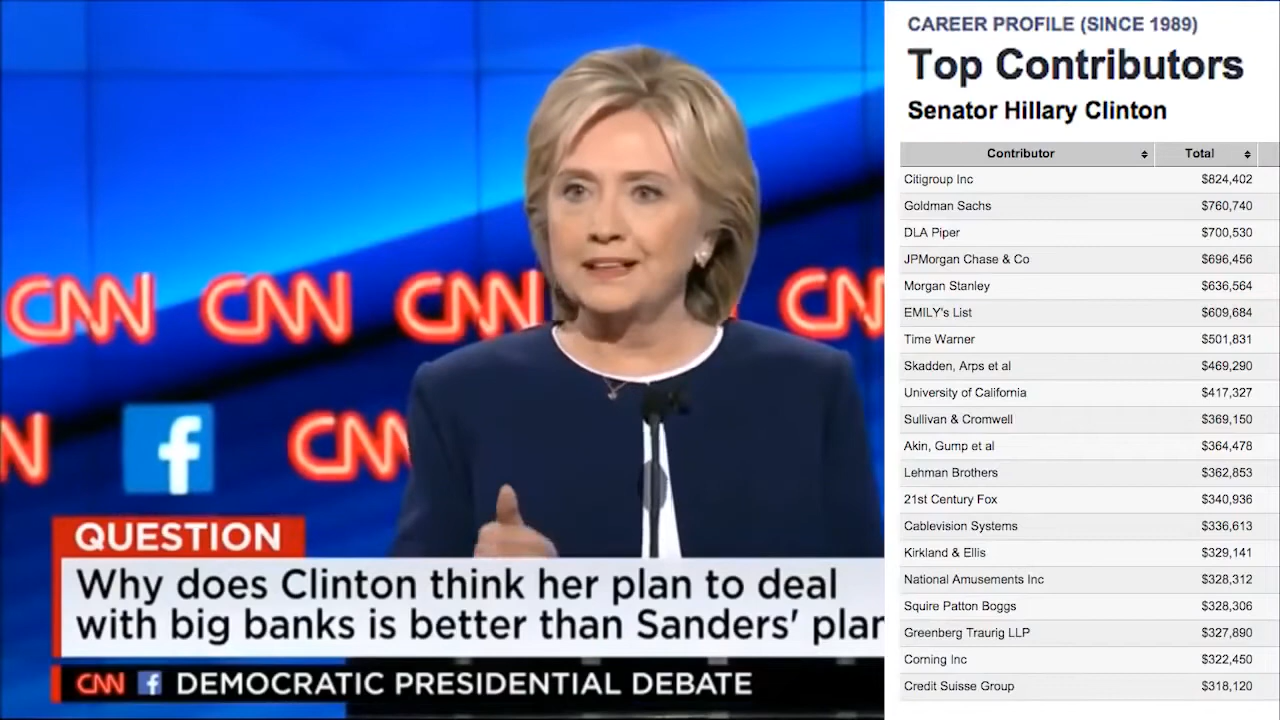 CNN CNN CNN CN
N f CNN
QUESTION
Why does Clinton think her plan to deal
with big banks is better than Sanders' plan
CNN f DEMOCRATIC PRESIDENTIAL DEBATE
CAREER PROFILE (SINCE 1989)
Top Contributors
Senator Hillary Clinton
Contributor Total
Citigroup Inc $824,402
Goldman Sachs $760,740
DLA Piper $700,530
JPMorgan Chase & Co $696,456
Morgan Stanley $636,564
EMILY's List $609,684
Time Warner $501,831
Skadden, Arps et al $469,290
University of California $417,327
Sullivan & Cromwell $369,150
Akin, Gump et al $364,478
Lehman Brothers $362,853
21st Century Fox $340,936
Cablevision Systems $336,613
Kirkland & Ellis $329,141
National Amusements Inc $328,312
Squire Patton Boggs $328,306
Greenberg Traurig LLP $327,890
Corning Inc $322,450
Credit Suisse Group $318,120